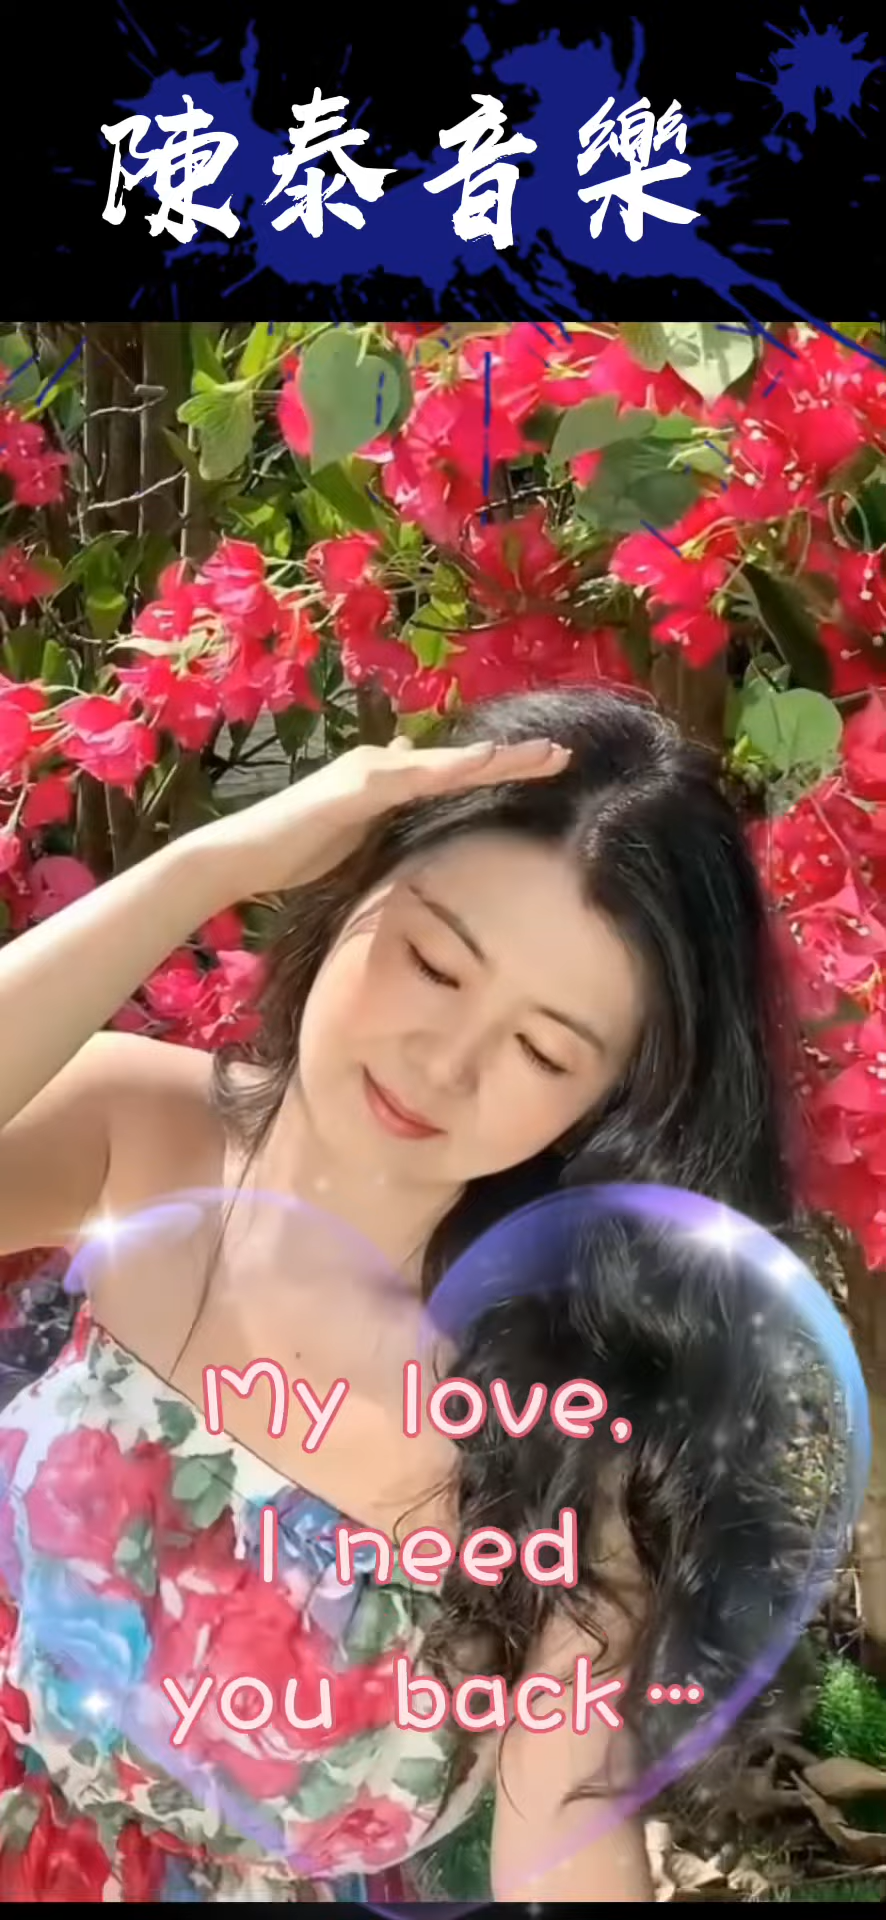 陳泰音樂
My love,
I need
you back…